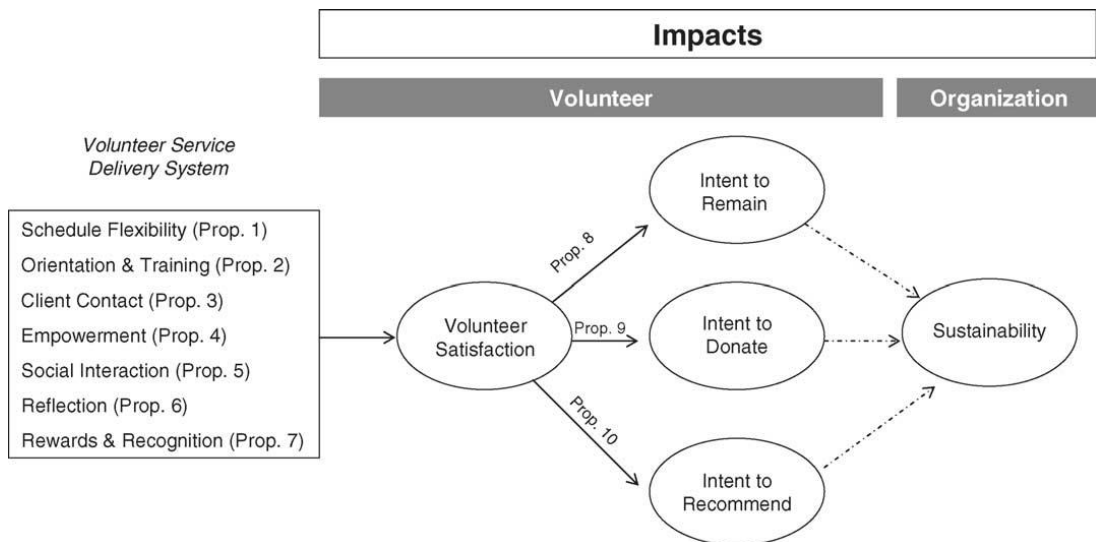 Impacts
Volunteer
Organization
Volunteer Service
Delivery System
Schedule Flexibility (Prop. 1)
Orientation & Training (Prop. 2)
Client Contact (Prop. 3)
Empowerment (Prop. 4)
Social Interaction (Prop. 5)
Reflection (Prop. 6)
Rewards & Recognition (Prop. 7)
Volunteer
Satisfaction
Prop. 8
Prop. 9
Prop. 10
Intent to
Remain
Intent to
Donate
Intent to
Recommend
Sustainability